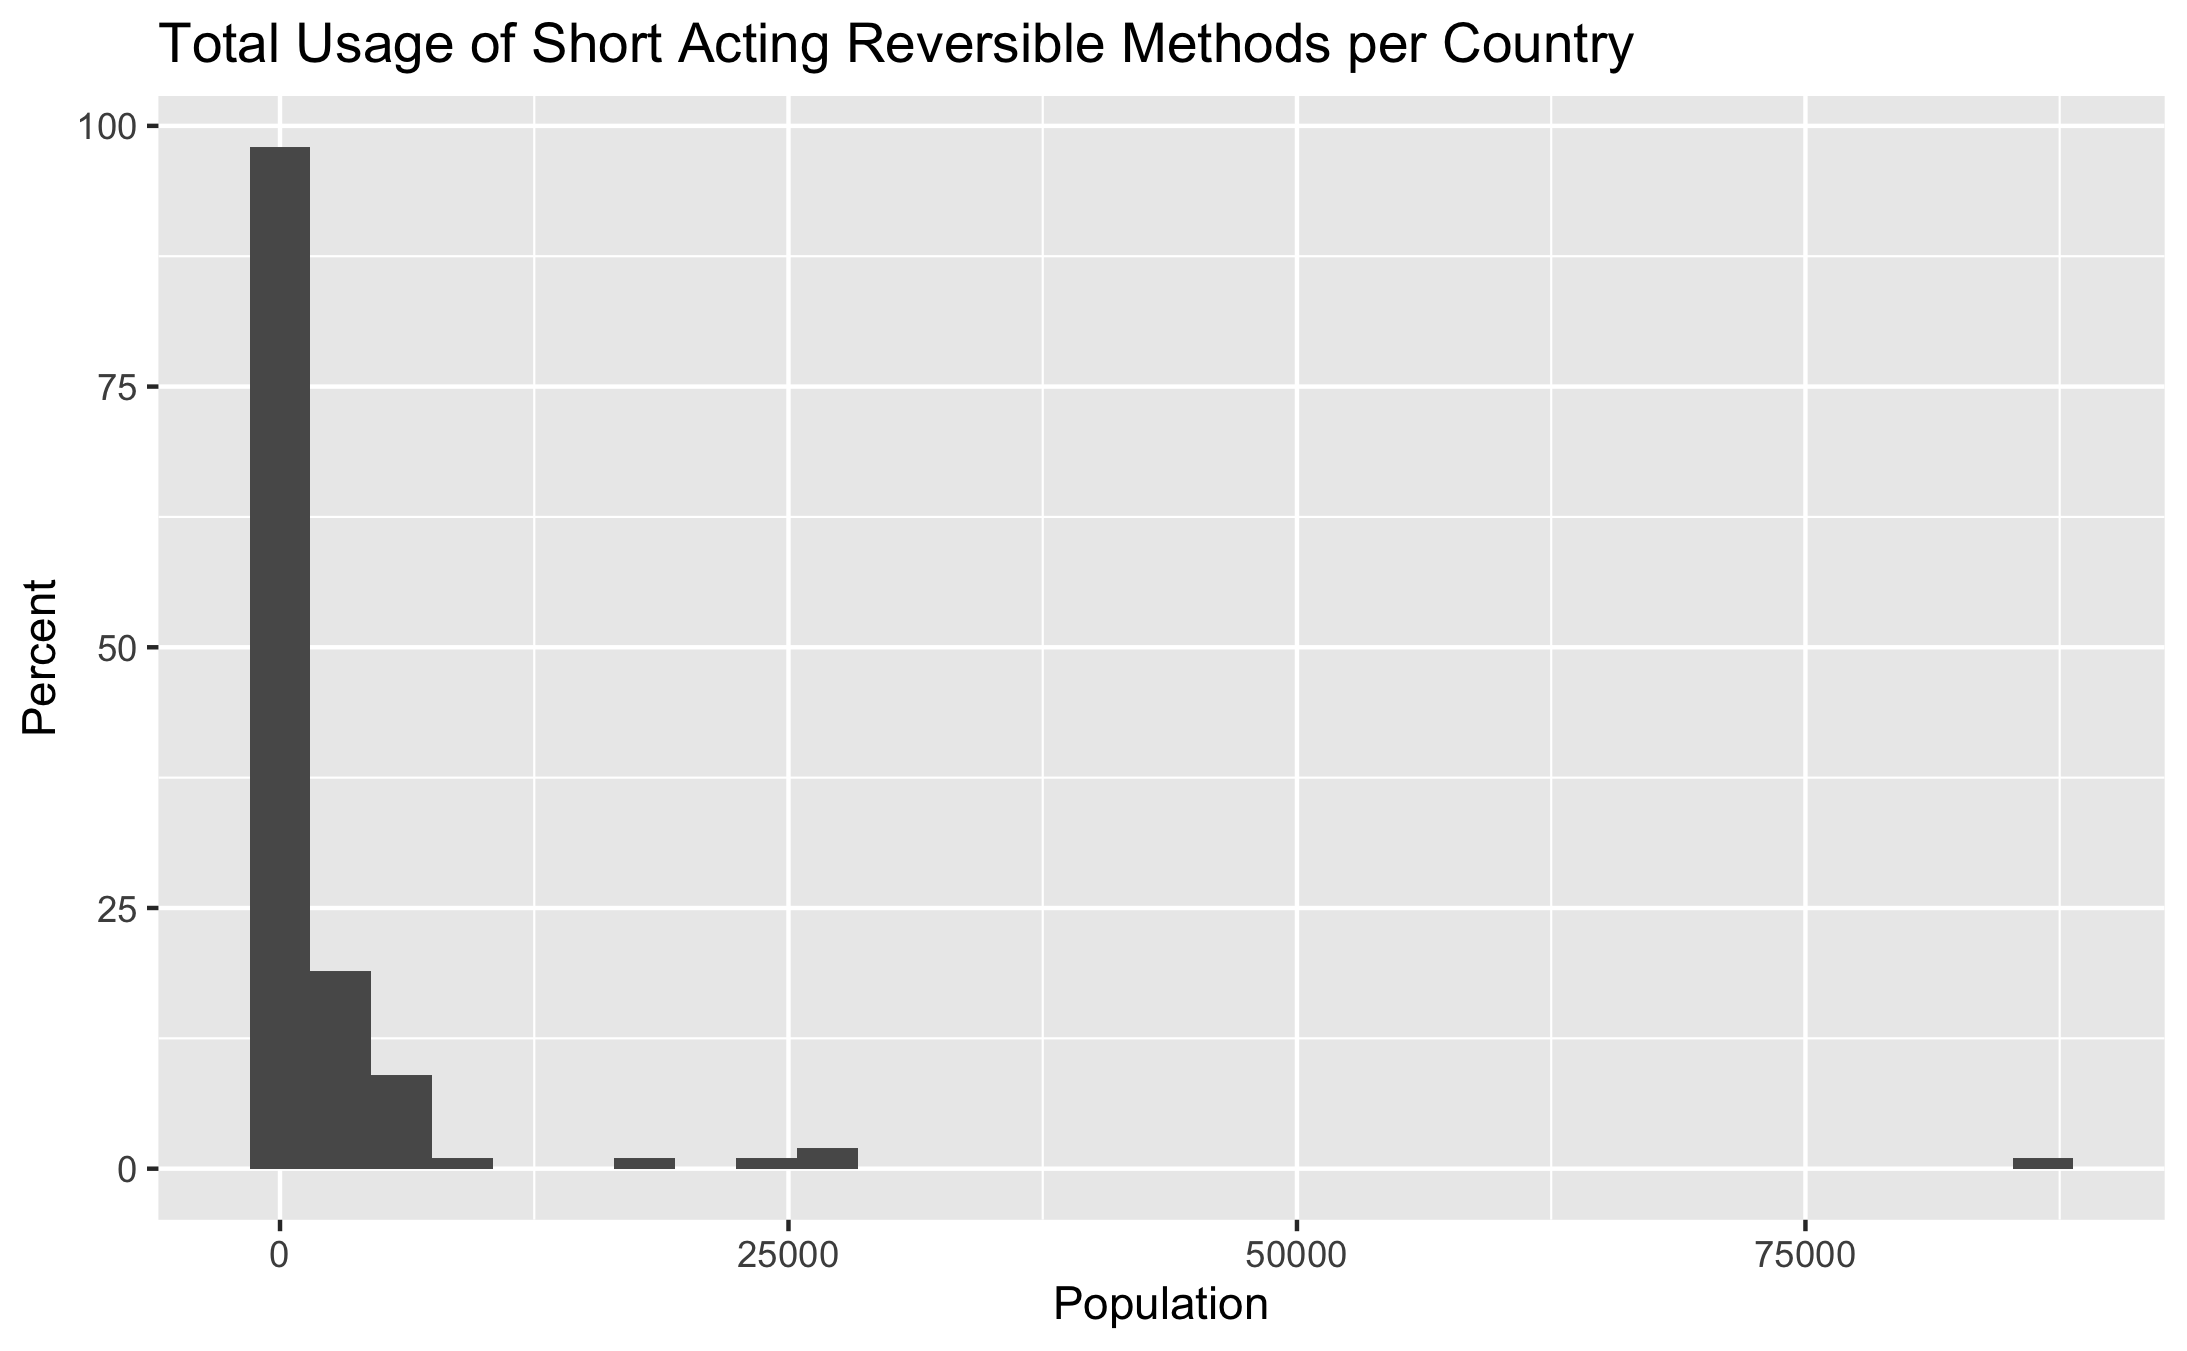 Total Usage of Short Acting Reversible Methods per Country
100
75
50
25
0
Percent
0 25000 50000 75000
Population